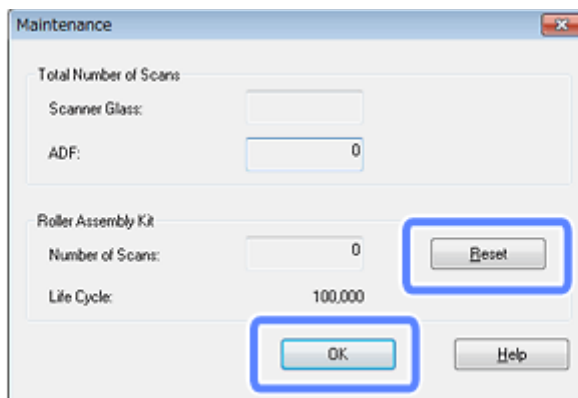 Maintenance
Total Number of Scans
Scanner Glass:
ADF: 0
Roller Assembly Kit
Number of Scans: 0 Reset
Life Cycle: 100,000
OK Help